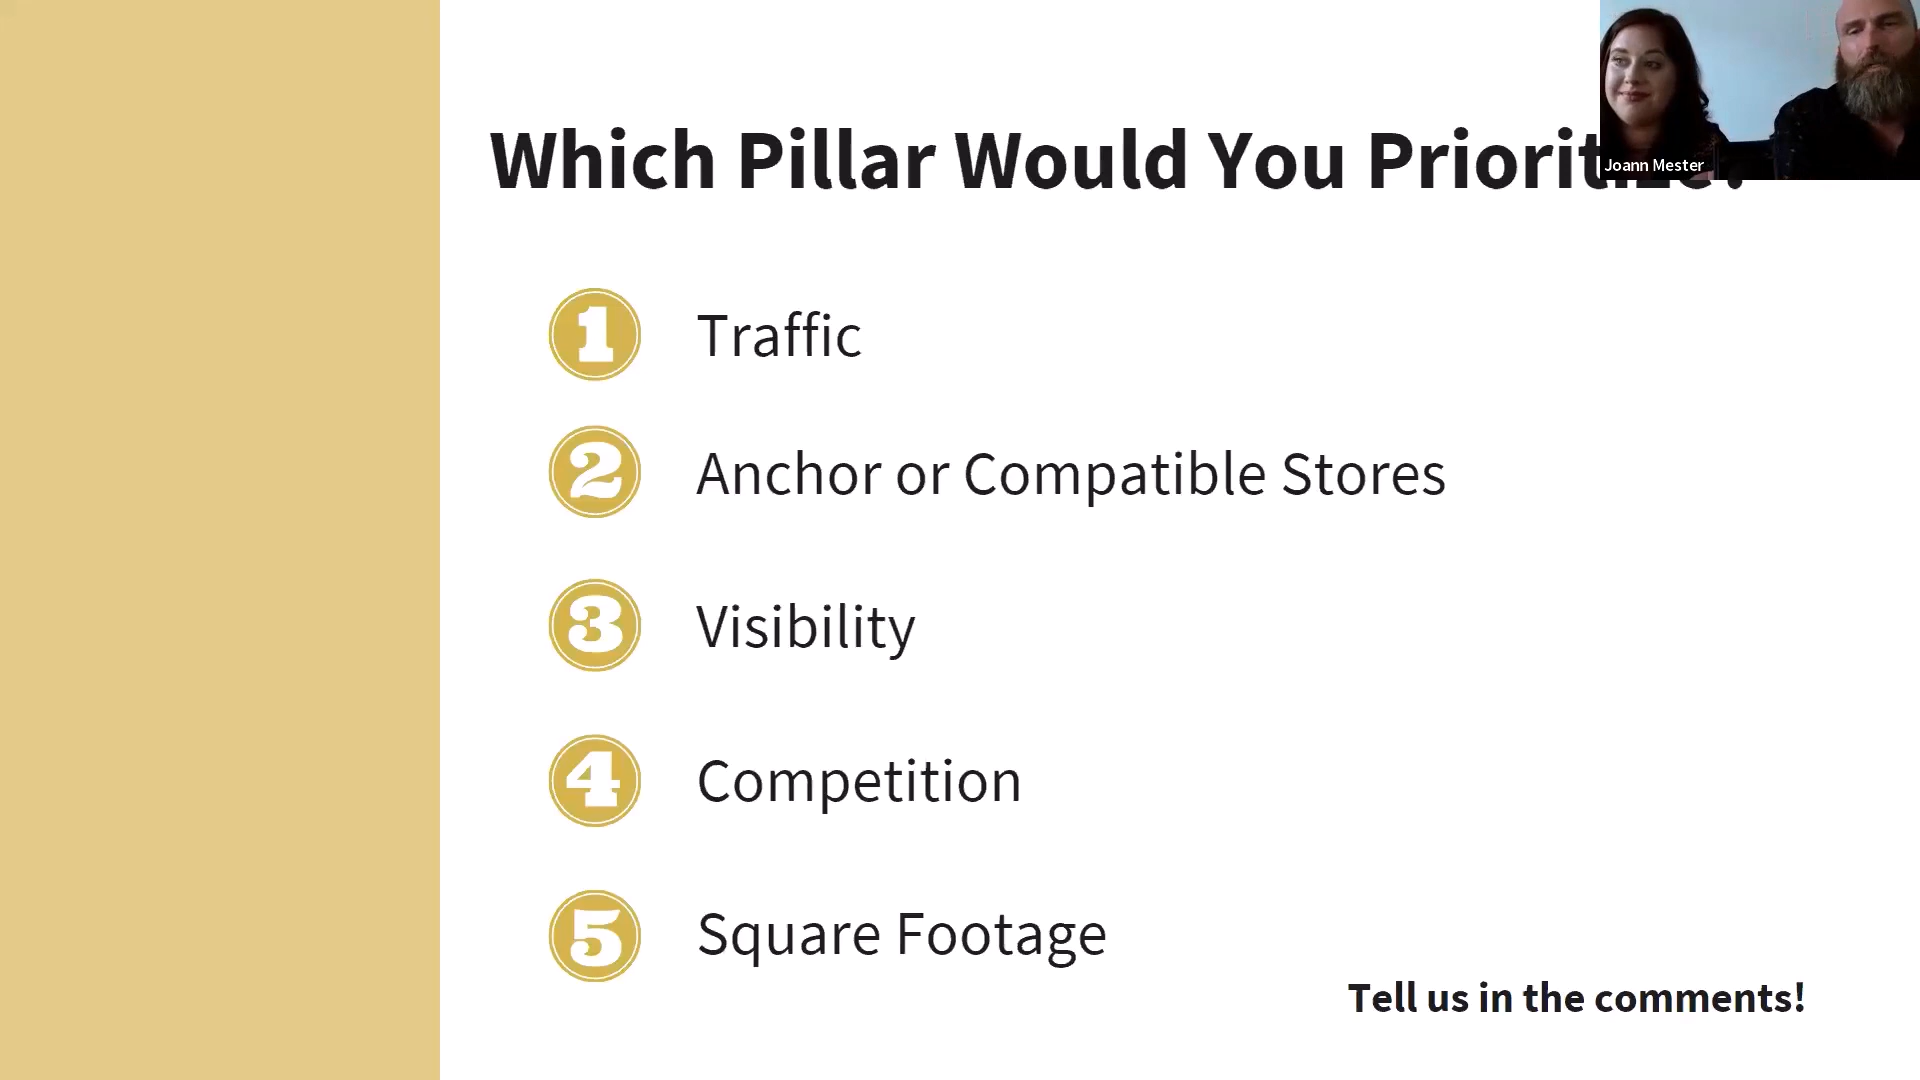 Which Pillar Would You Prioritize?
Joann Mester
1 Traffic
2 Anchor or Compatible Stores
3 Visibility
4 Competition
5 Square Footage
Tell us in the comments!